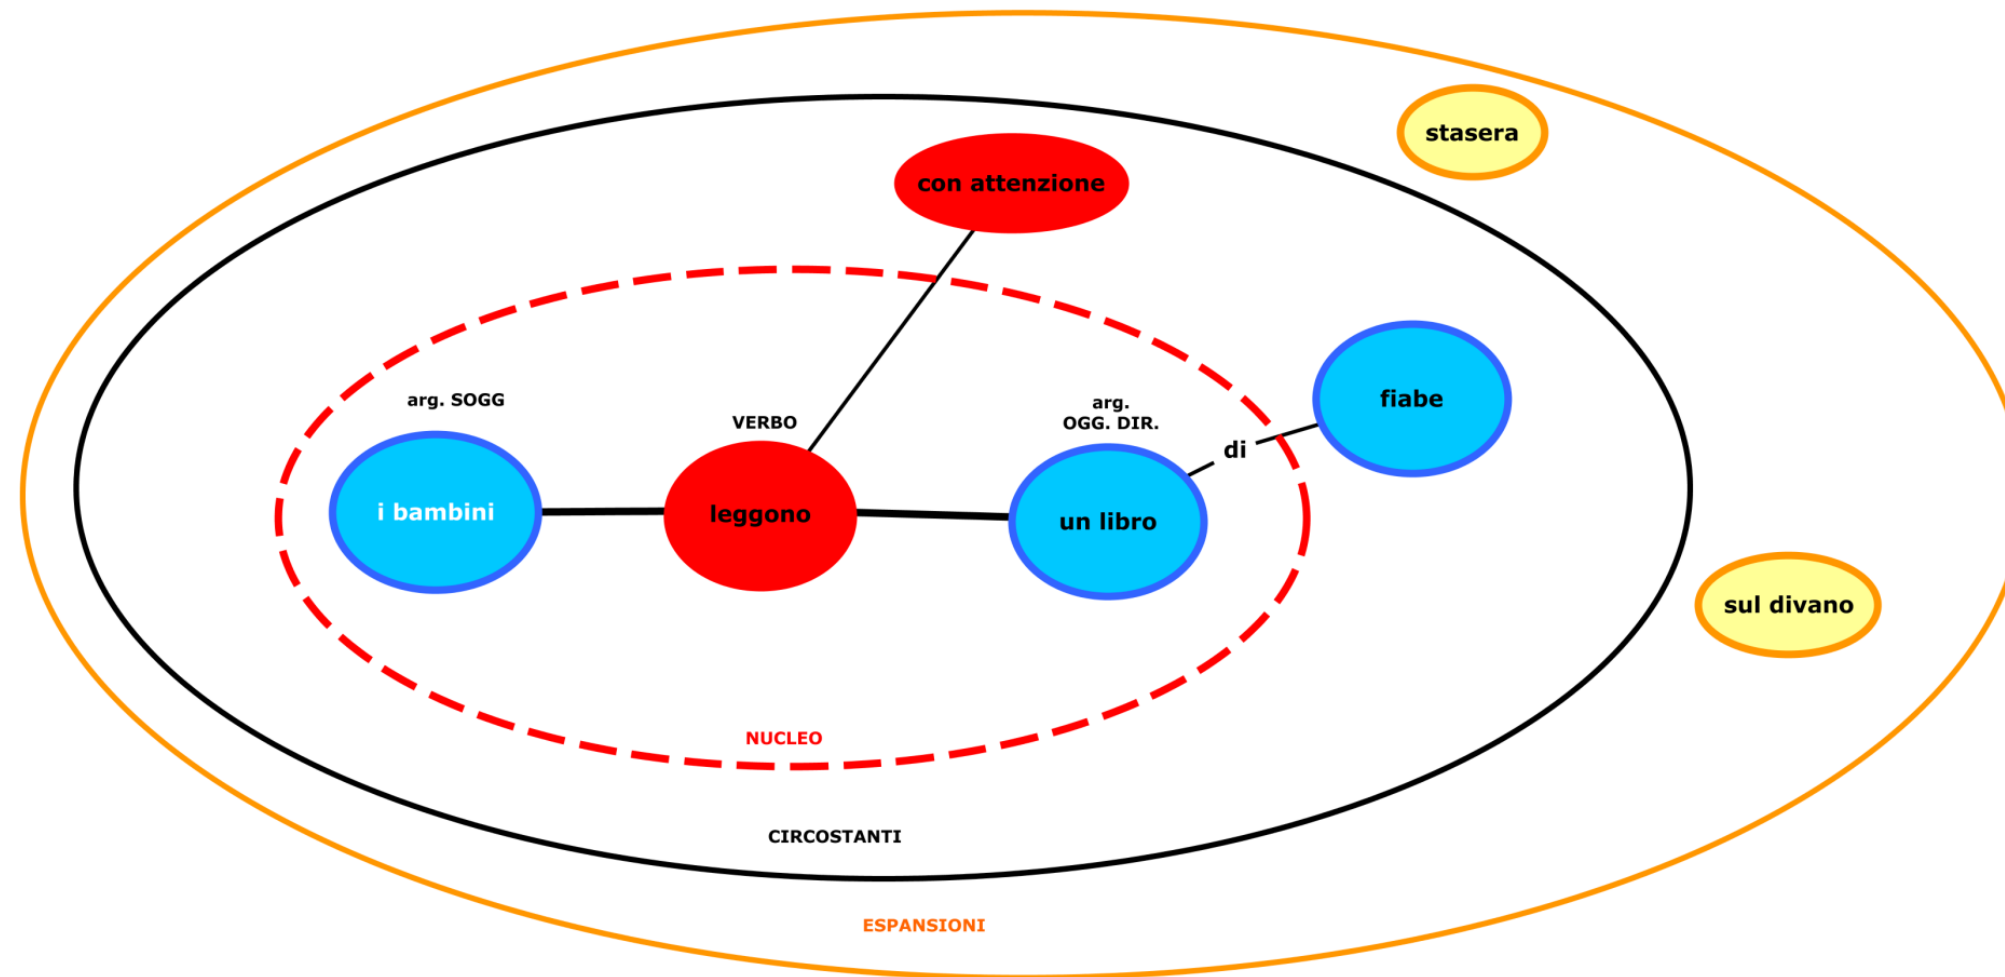 stasera
con attenzione
fiabe
arg. SOGG
VERBO
arg.
OGG. DIR.
di
i bambini
leggono
un libro
sul divano
NUCLEO
CIRCOSTANTI
ESPANSIONI